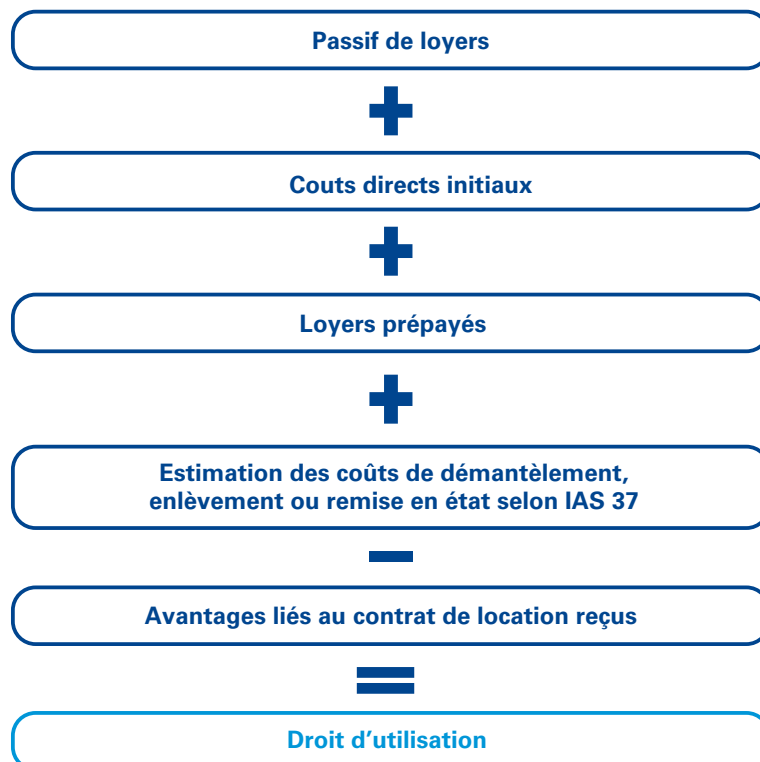 Passif de loyers
+
Couts directs initiaux
+
Loyers prépayés
+
Estimation des coûts de démantèlement,
enlèvement ou remise en état selon IAS 37
−
Avantages liés au contrat de location reçus
=
Droit d’utilisation